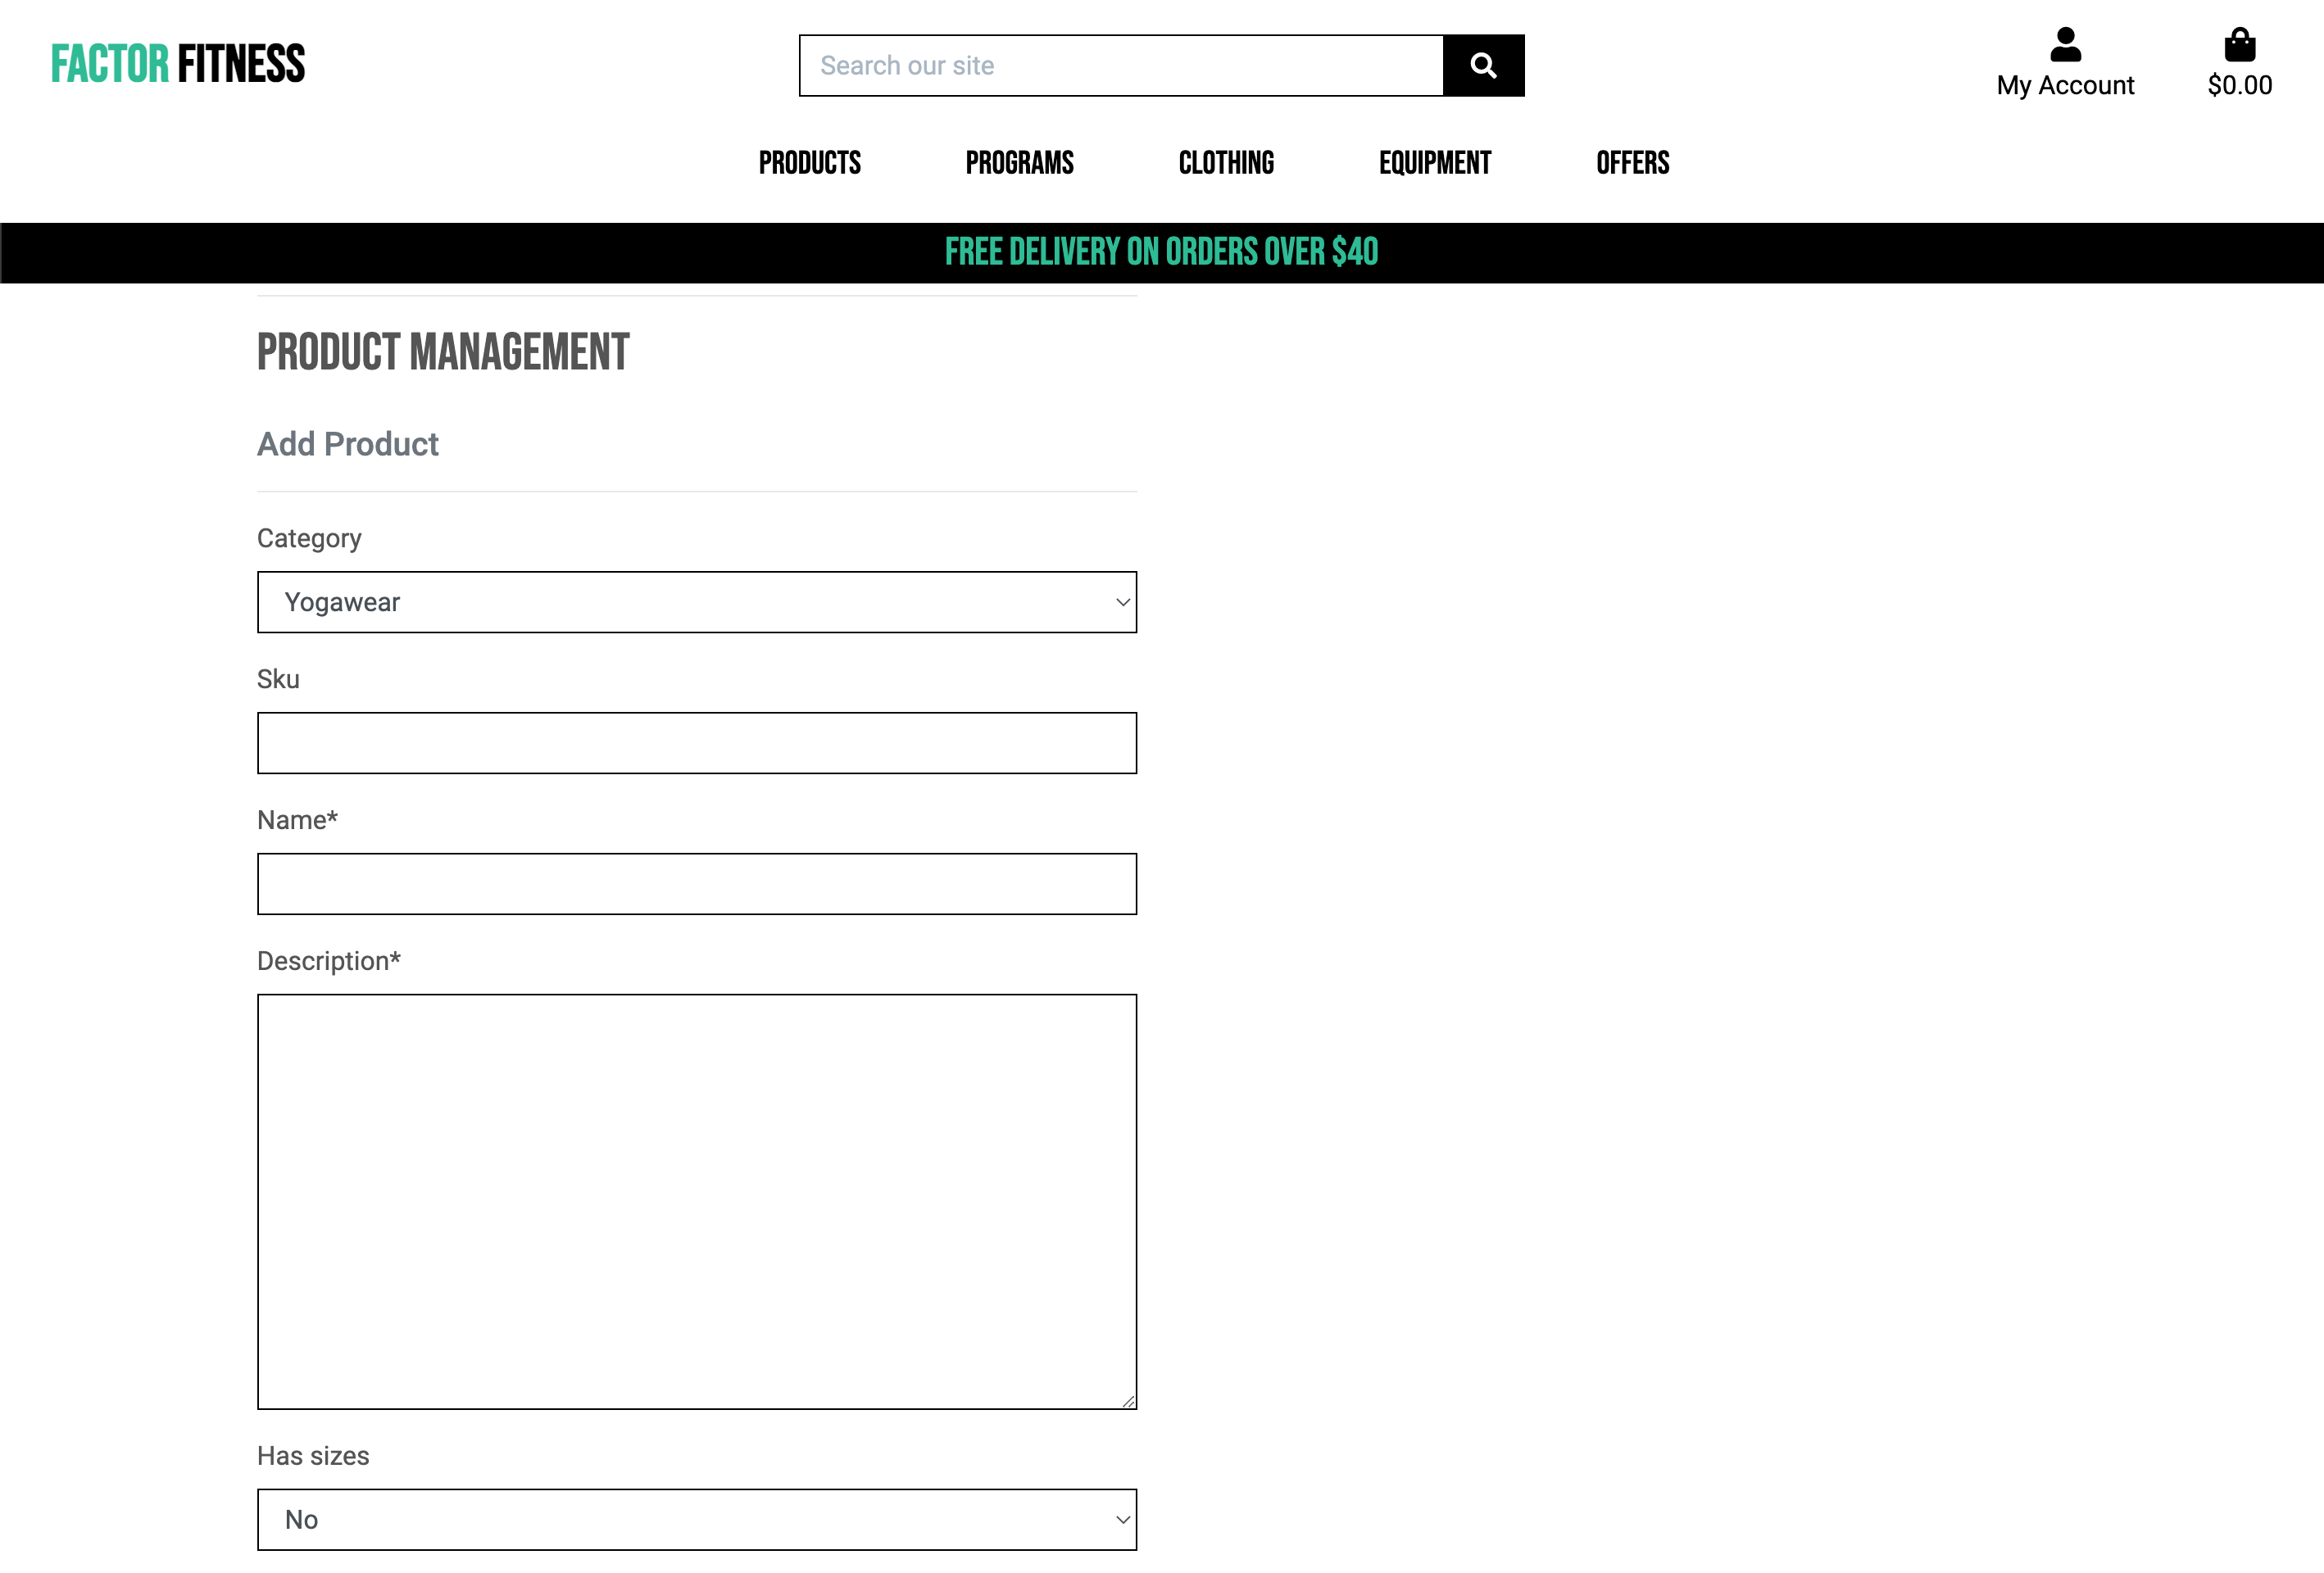 FACTOR FITNESS
Search our site
My Account
$0.00
PRODUCTS PROGRAMS CLOTHING EQUIPMENT OFFERS
FREE DELIVERY ON ORDERS OVER $40
PRODUCT MANAGEMENT
Add Product
Category
Yogawear
Sku
Name*
Description*
Has sizes
No